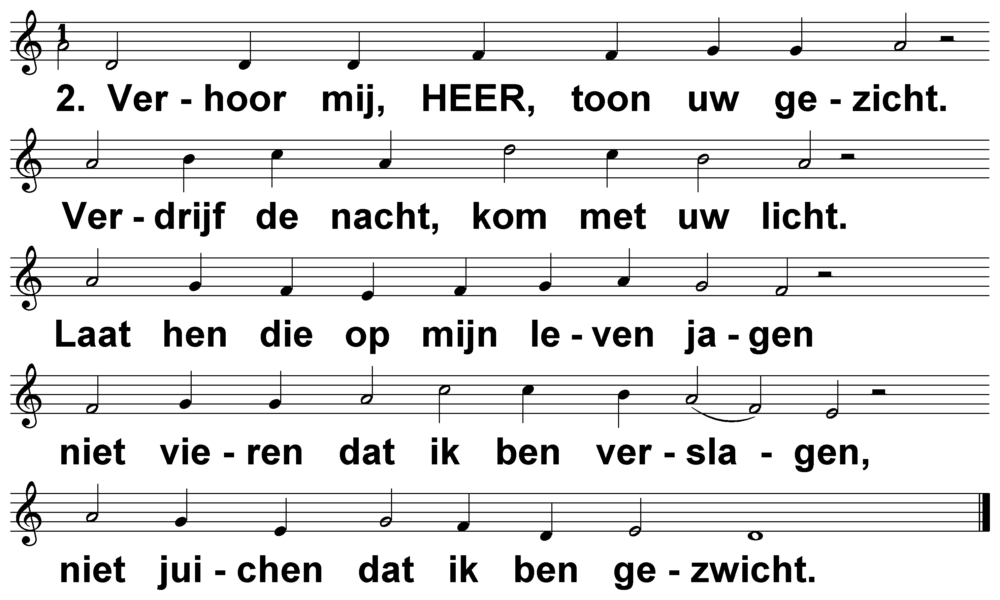 1
2. Ver - hoor mij, HEER, toon uw ge - zicht.
Ver - drijf de nacht, kom met uw licht.
Laat hen die op mijn le - ven ja - gen
niet vie - ren dat ik ben ver - sla - gen,
niet jui - chen dat ik ben ge - zwicht.